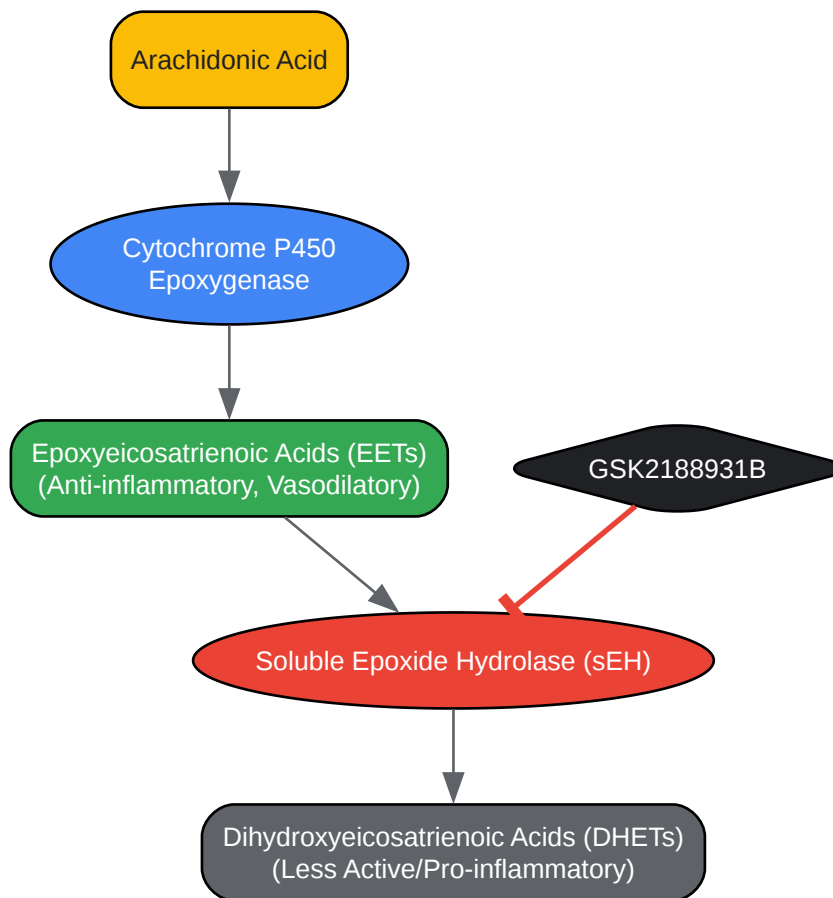 Arachidonic Acid
Cytochrome P450
Epoxygenase
Epoxyeicosatrienoic Acids (EETs)
(Anti-inflammatory, Vasodilatory)
GSK2188931B
Soluble Epoxide Hydrolase (sEH)
Dihydroxyeicosatrienoic Acids (DHETs)
(Less Active/Pro-inflammatory)